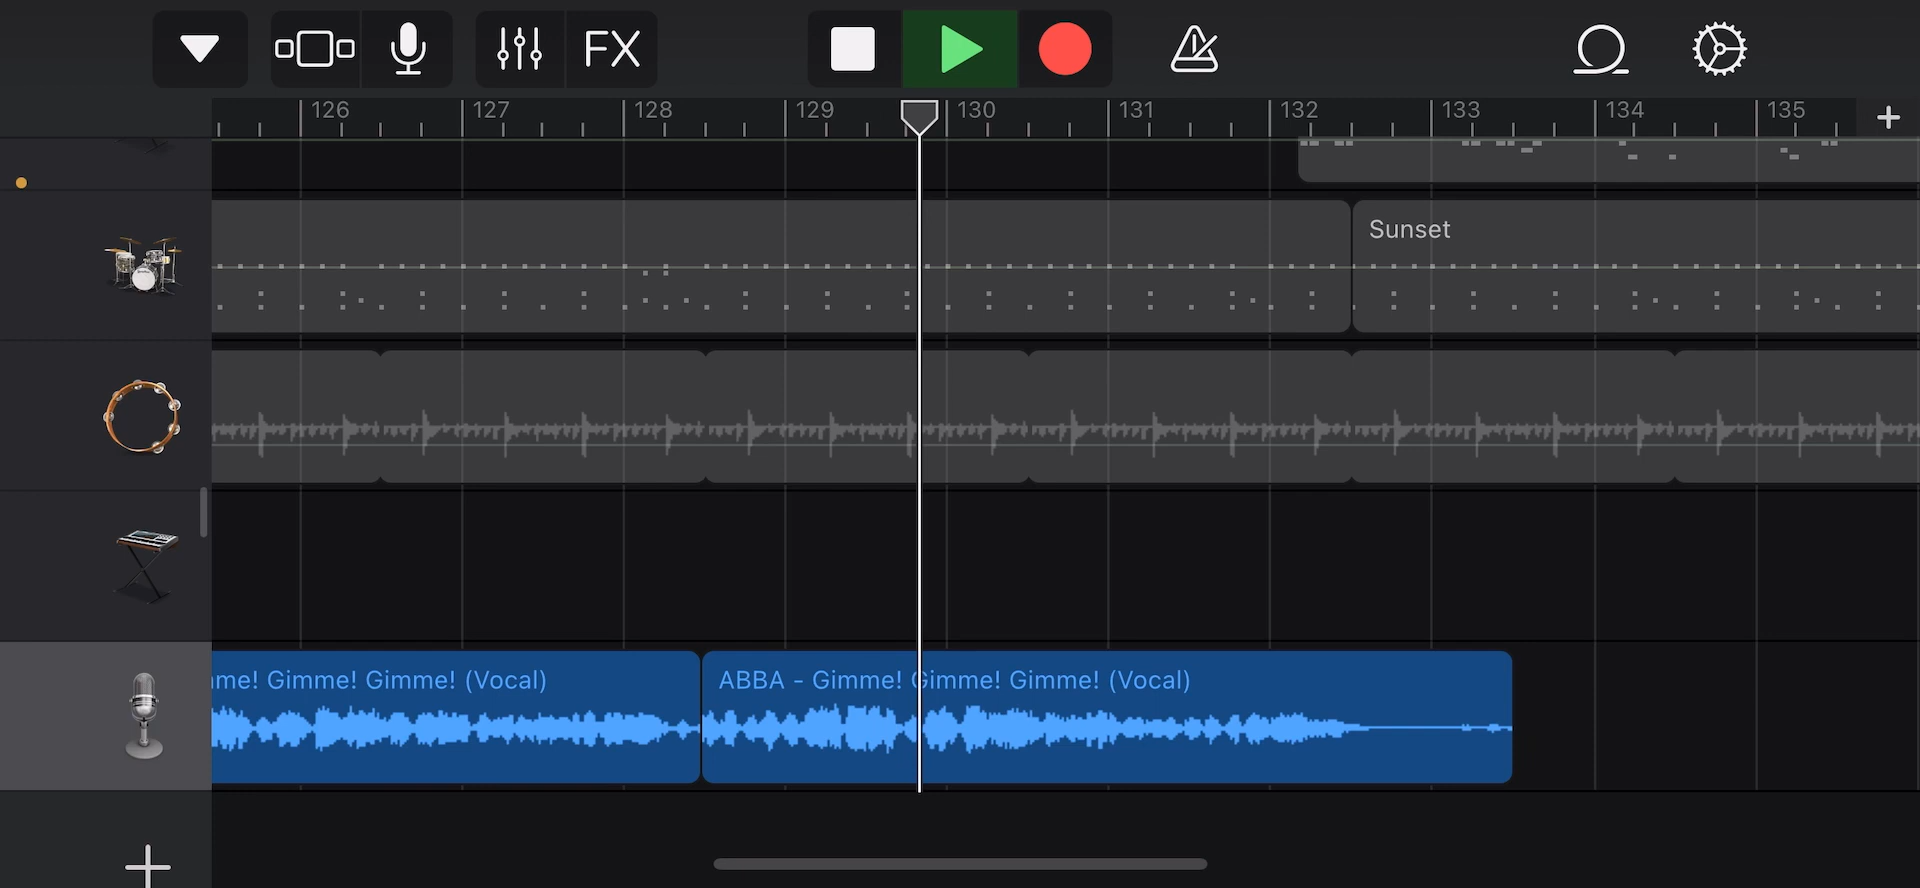 FX
126 127 128 129 130 131 132 133 134 135
Sunset
me! Gimme! Gimme! (Vocal)
ABBA - Gimme! Gimme! Gimme! (Vocal)